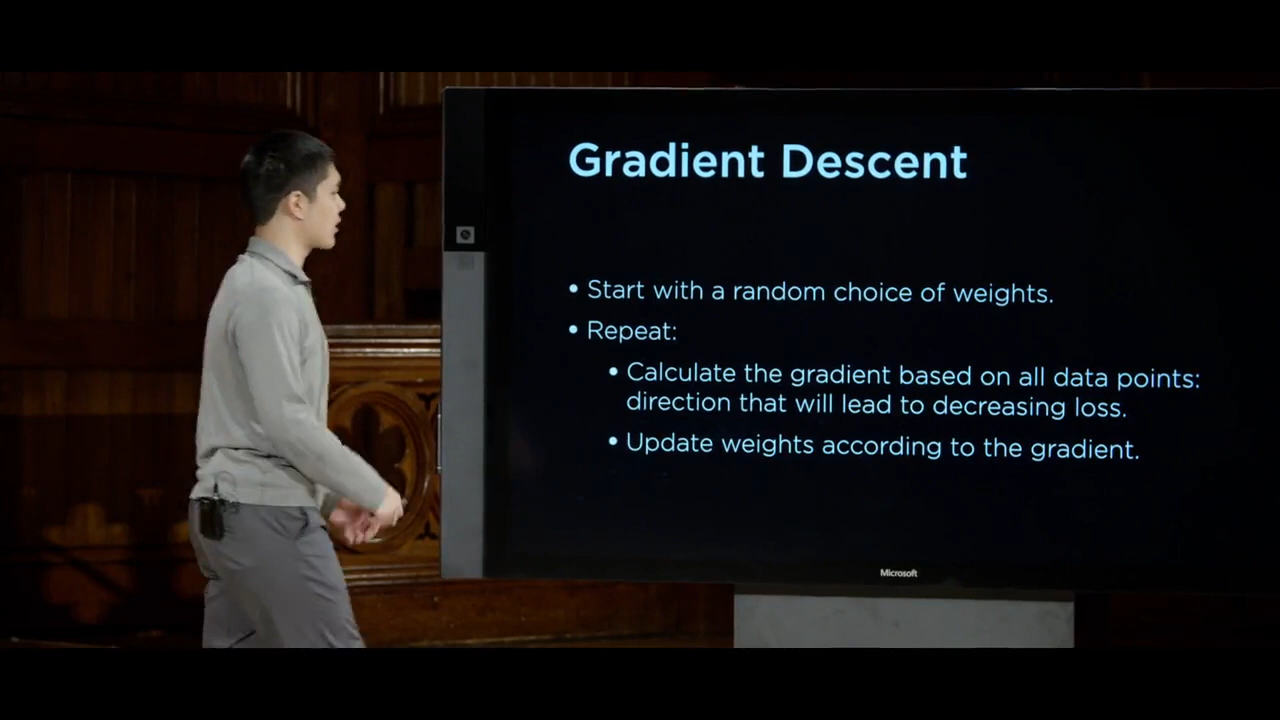 Gradient Descent
• Start with a random choice of weights.
• Repeat:
• Calculate the gradient based on all data points:
direction that will lead to decreasing loss.
• Update weights according to the gradient.
Microsoft